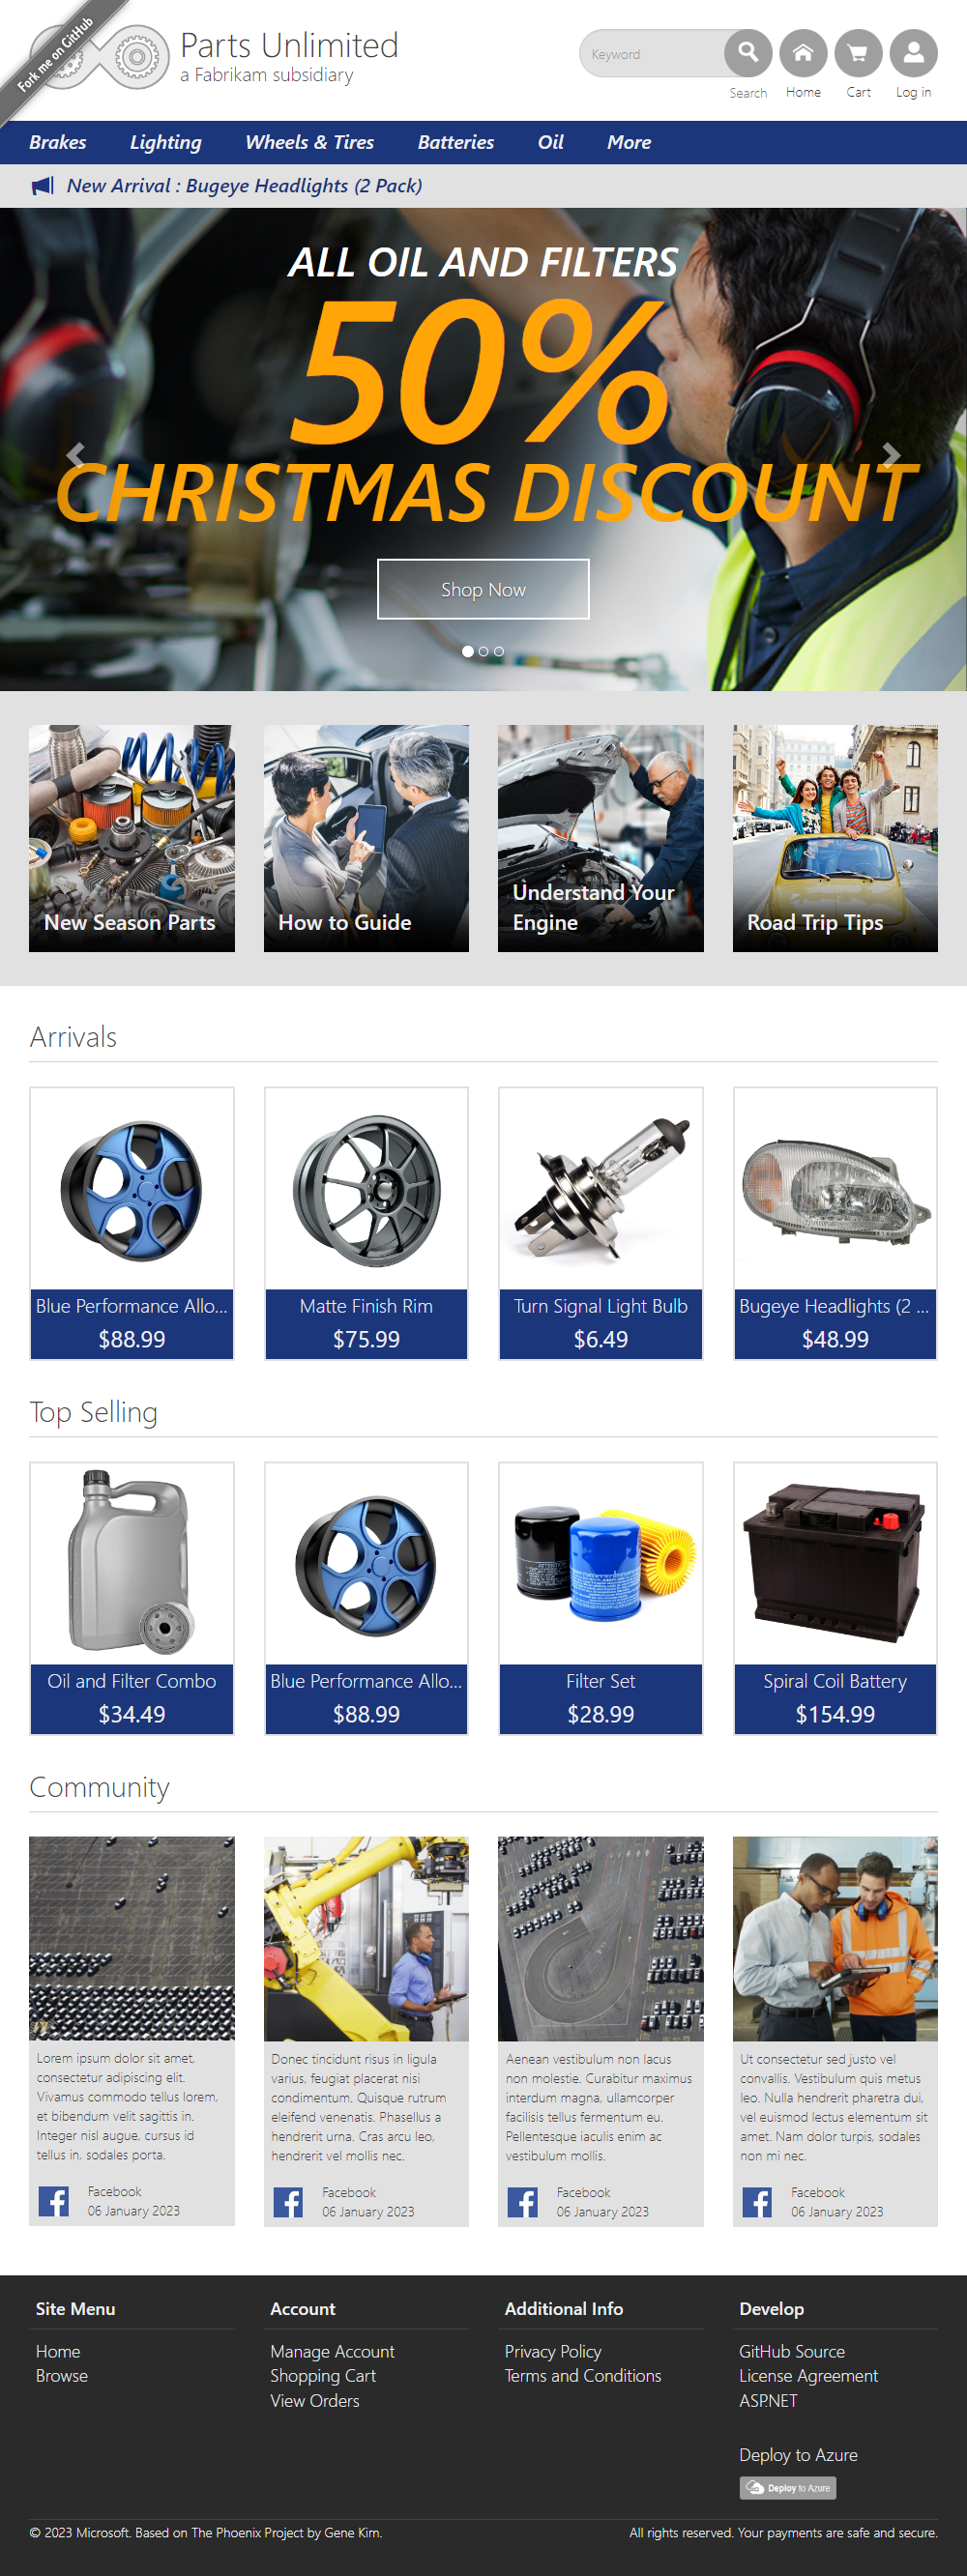 Fork me on GitHub
Parts Unlimited
a Fabrikam subsidiary
Keyword
Search
Home
Cart
Log in
Brakes Lighting Wheels & Tires Batteries Oil More
New Arrival : Bugeye Headlights (2 Pack)
ALL OIL AND FILTERS
50%
CHRISTMAS DISCOUNT
Shop Now
New Season Parts
How to Guide
Understand Your
Engine
Road Trip Tips
Arrivals
Blue Performance Allo...
$88.99
Matte Finish Rim
$75.99
Turn Signal Light Bulb
$6.49
Bugeye Headlights (2 ...
$48.99
Top Selling
Oil and Filter Combo
$34.49
Blue Performance Allo...
$88.99
Filter Set
$28.99
Spiral Coil Battery
$154.99
Community
Lorem ipsum dolor sit amet,
consectetur adipiscing elit.
Vivamus commodo tellus lorem,
et bibendum velit sagittis in.
Integer nisl augue, cursus id
tellus in, sodales porta.
Facebook
06 January 2023
Donec tincidunt risus in ligula
varius, feugiat placerat nisi
condimentum. Quisque rutrum
eleifend venenatis. Phasellus a
hendrerit urna. Cras arcu leo,
hendrerit vel mollis nec.
Facebook
06 January 2023
Aenean vestibulum non lacus
non molestie. Curabitur maximus
interdum magna, ullamcorper
facilisis tellus fermentum eu.
Pellentesque iaculis enim ac
vestibulum mollis.
Facebook
06 January 2023
Ut consectetur sed justo vel
convallis. Vestibulum quis metus
leo. Nulla hendrerit pharetra dui,
vel euismod lectus elementum sit
amet. Nam dolor turpis, sodales
non mi nec.
Facebook
06 January 2023
Site Menu
Home
Browse
Account
Manage Account
Shopping Cart
View Orders
Additional Info
Privacy Policy
Terms and Conditions
Develop
GitHub Source
License Agreement
ASP.NET
Deploy to Azure
Deploy to Azure
© 2023 Microsoft. Based on The Phoenix Project by Gene Kim.
All rights reserved. Your payments are safe and secure.